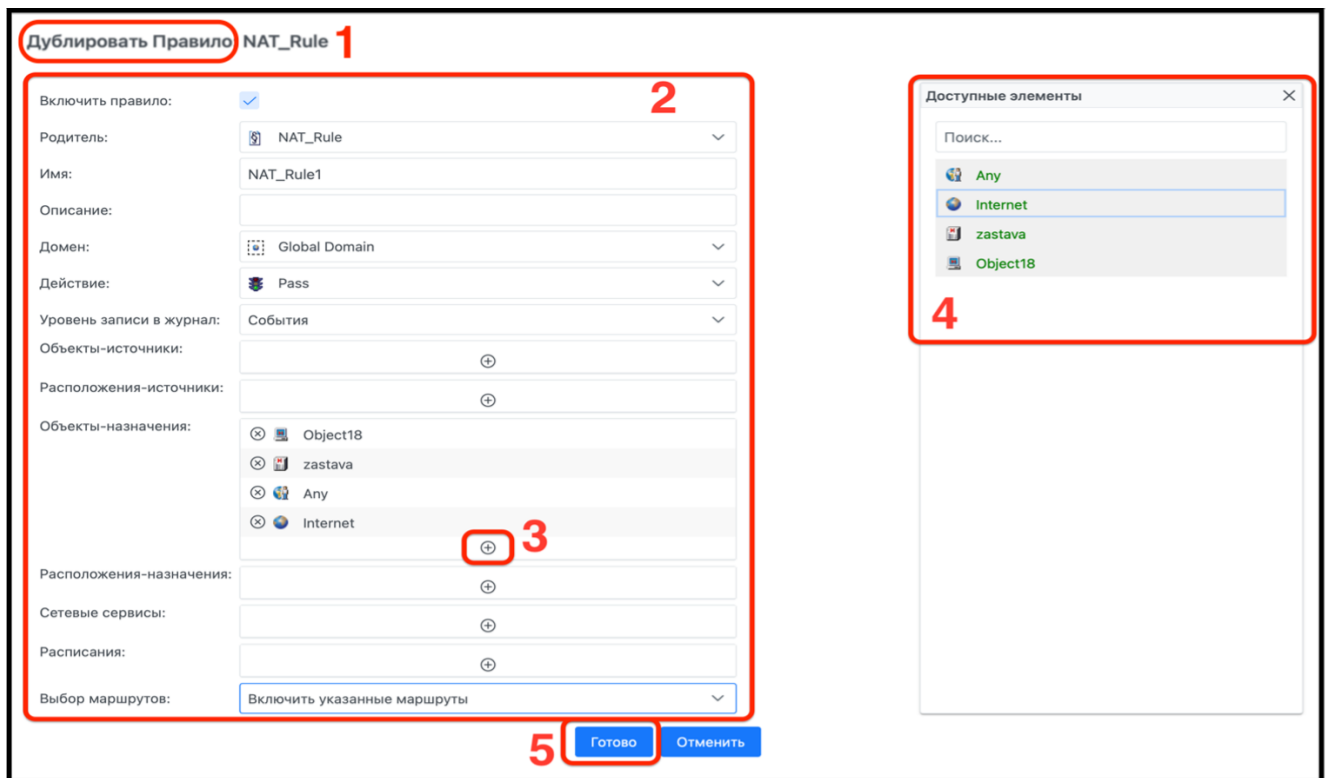 Дублировать Правило NAT_Rule 1
2
Включить правило:
Родитель: NAT_Rule
Имя: NAT_Rule1
Описание:
Домен: Global Domain
Действие: Pass
Уровень записи в журнал: События
Объекты-источники:
Расположения-источники:
Объекты-назначения:
Object18
zastava
Any
Internet
3
Расположения-назначения:
Сетевые сервисы:
Расписания:
Выбор маршрутов: Включить указанные маршруты
Доступные элементы
Поиск...
Any
Internet
zastava
Object18
4
5 Готово Отменить